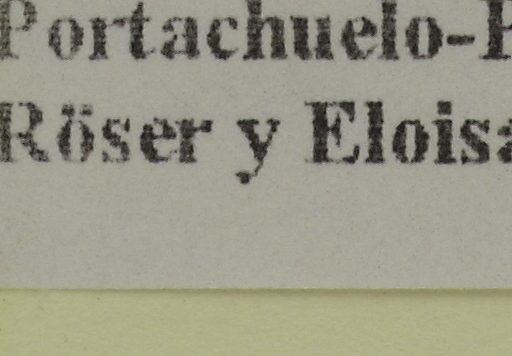 Portachuelo-
Röser y Eloisa